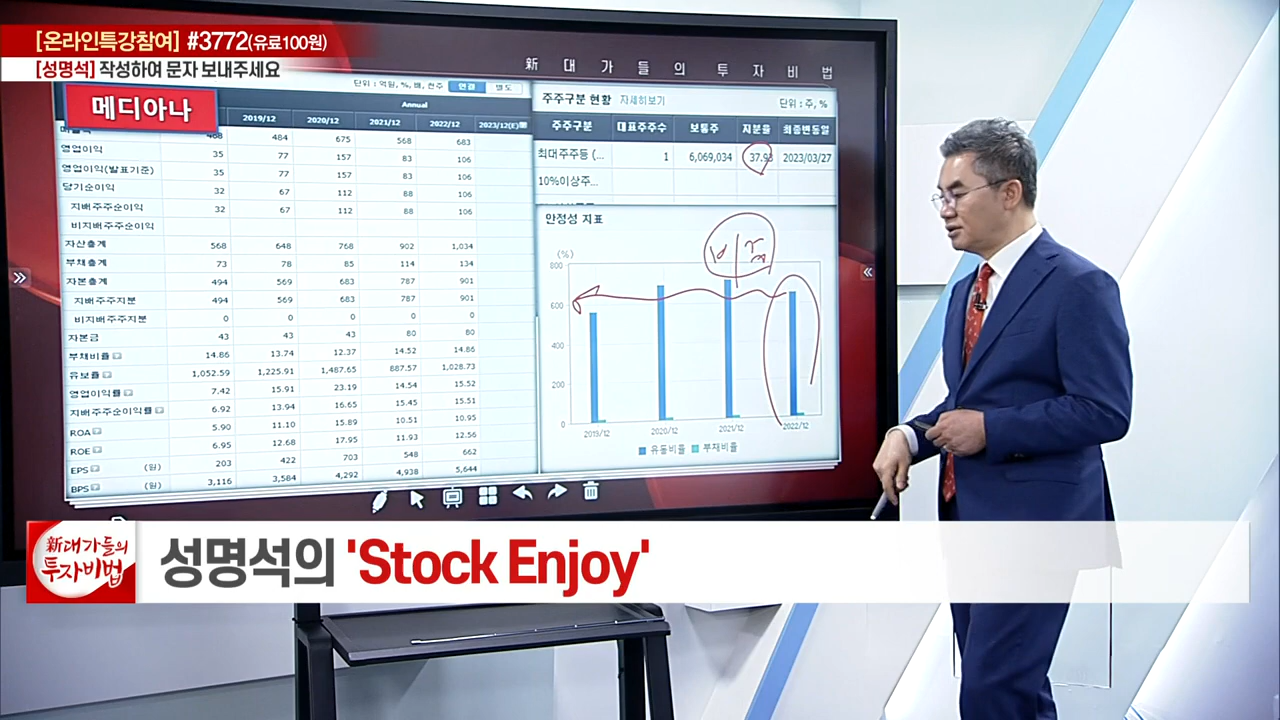 [온라인특강참여] #3772(유료100원)
[성명석] 작성하여 문자 보내주세요
新 대 가 들 의 투 자 비 법
메디아나
단위 : 억원, %, 배, 천주 연결 별도
Annual
2019/12 2020/12 2021/12 2022/12 2023/12(E)
484 675 568 683
영업이익 35 77 157 83 106
영업이익(발표기준) 35 77 157 83 106
당기순이익 32 67 112 88 106
지배주주순이익 32 67 112 88 106
비지배주주순이익
자산총계 568 648 768 902 1,034
부채총계 73 78 85 114 134
자본총계 494 569 683 787 901
지배주주지분 494 569 683 787 901
비지배주주지분 0 0 0 0 0
자본금 43 43 43 80 80
부채비율 14.86 13.74 12.37 14.52 14.86
유보율 1,052.59 1,225.91 1,487.65 887.57 1,028.73
영업이익률 7.42 15.91 23.19 14.54 15.52
지배주주순이익률 6.92 13.94 16.65 15.45 15.51
ROA 5.90 11.10 15.89 10.51 10.95
ROE 6.95 12.68 17.95 11.93 12.56
EPS (원) 203 422 703 548 662
BPS (원) 3,116 3,584 4,292 4,938 5,644
주주구분 현황 자세히보기 단위 : 주, %
주주구분 대표주주수 보통주 지분율 최종변동일
최대주주등 (... 1 6,069,034 37.93 2023/03/27
10%이상주...
안정성 지표
(%)
800
600
400
200
0
2019/12 2020/12 2021/12 2022/12
유동비율 부채비율
新대가들의
투자비법
성명석의 'Stock Enjoy'